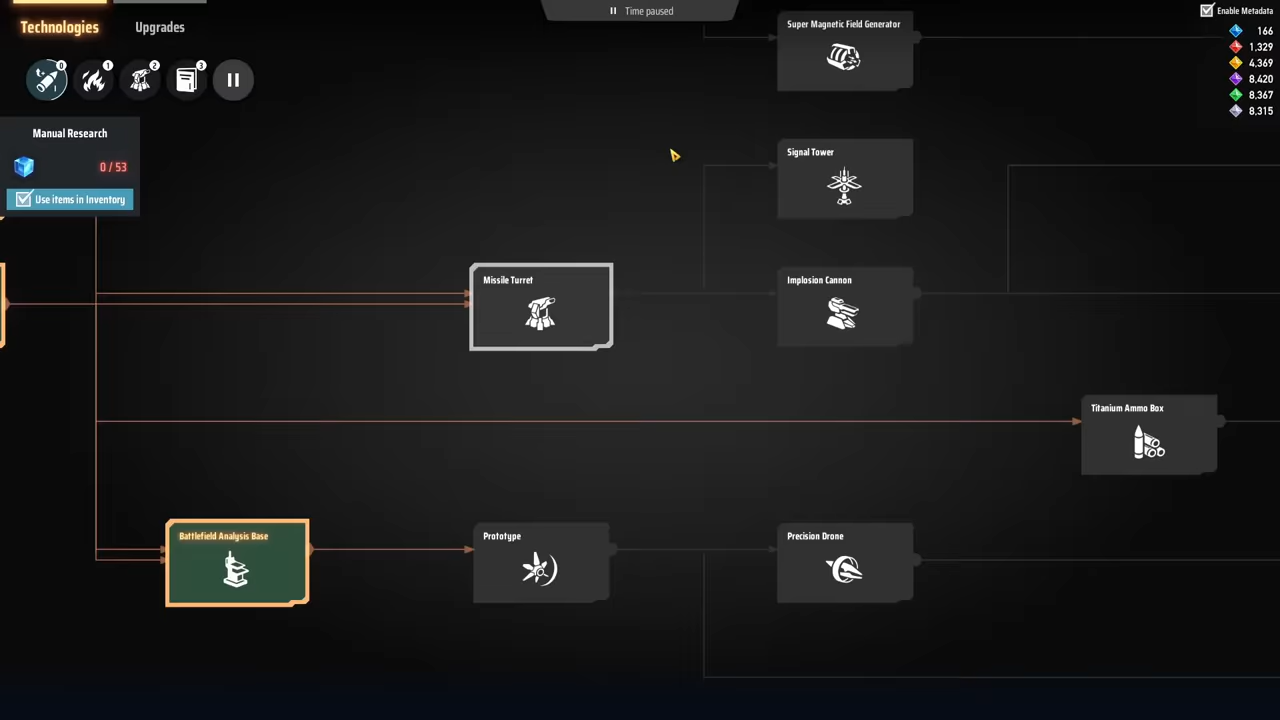 Technologies
Upgrades
Time paused
Enable Metadata
166
1,329
4,369
8,420
8,367
8,315
0
1
2
3
Manual Research
0 / 53
Use items in Inventory
Super Magnetic Field Generator
Signal Tower
Missile Turret
Implosion Cannon
Titanium Ammo Box
Battlefield Analysis Base
Prototype
Precision Drone